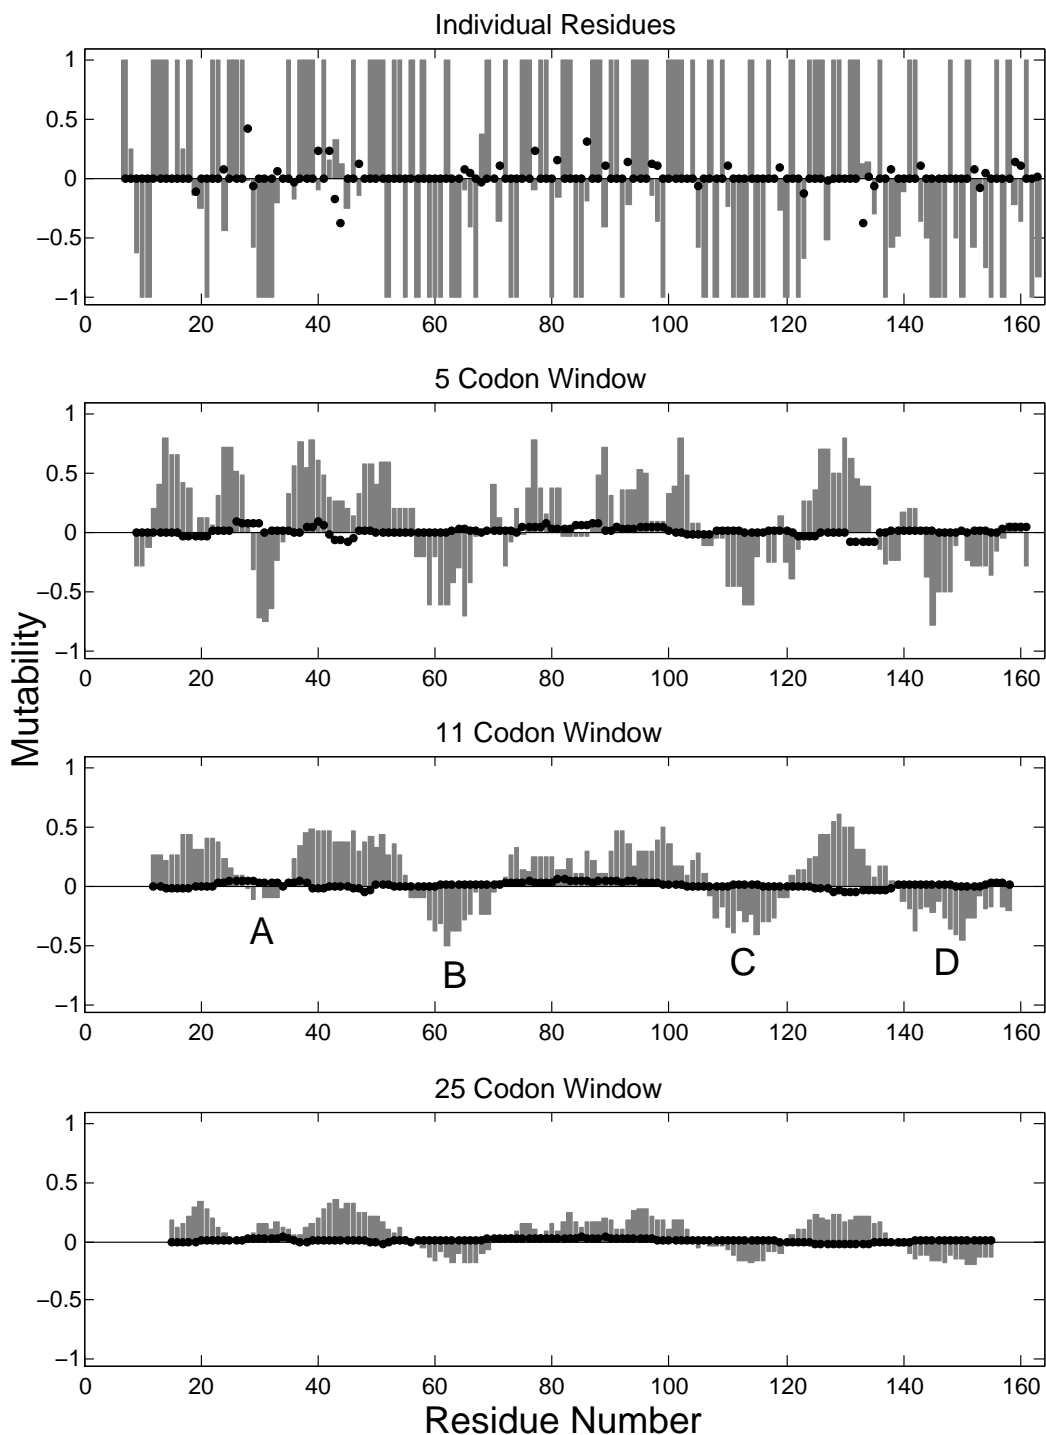 Individual Residues
1
0.5
0
−0.5
−1
0 20 40 60 80 100 120 140 160
5 Codon Window
1
0.5
0
−0.5
−1
0 20 40 60 80 100 120 140 160
Mutability
11 Codon Window
1
0.5
0
−0.5
−1
A B C D
0 20 40 60 80 100 120 140 160
25 Codon Window
1
0.5
0
−0.5
−1
0 20 40 60 80 100 120 140 160
Residue Number